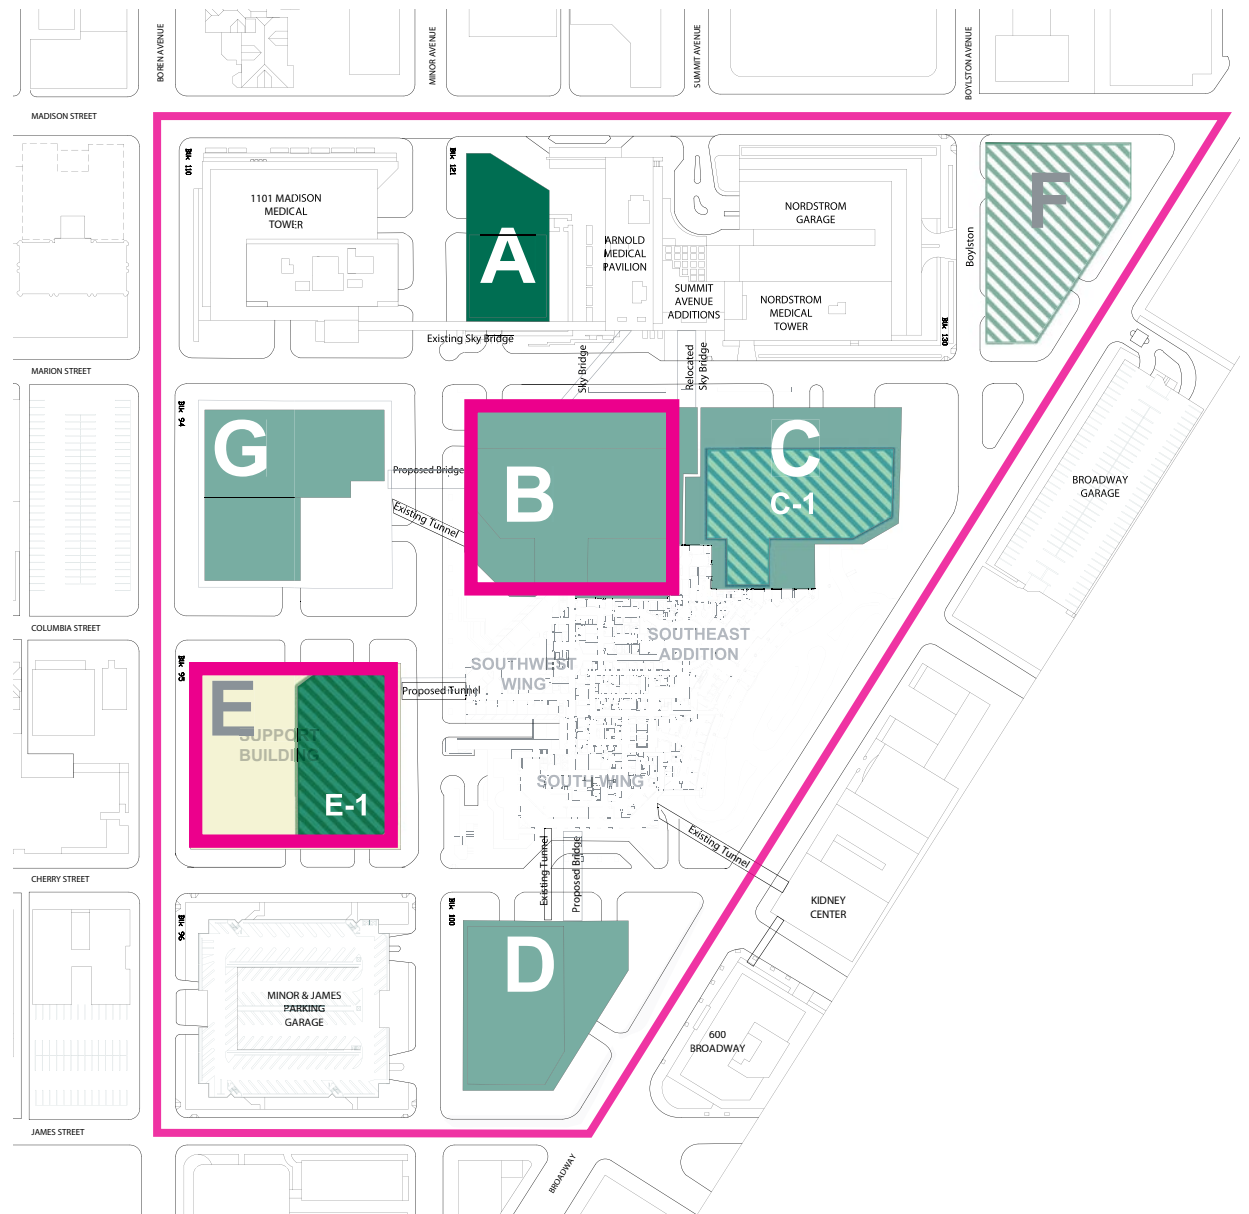 BOREN AVENUE
MINOR AVENUE
SUMMIT AVENUE
BOYLSTON AVENUE
MADISON STREET
Blk 110
1101 MADISON
MEDICAL
TOWER
Blk 121
A
ARNOLD
MEDICAL
PAVILION
SUMMIT
AVENUE
ADDITIONS
NORDSTROM
GARAGE
NORDSTROM
MEDICAL
TOWER
Blk 130
Boylston
F
Existing Sky Bridge
Sky Bridge
Relocated
Sky Bridge
MARION STREET
Blk 94
G
Proposed Bridge
Existing Tunnel
B
C
C-1
BROADWAY
GARAGE
COLUMBIA STREET
Blk 95
E
SUPPORT
BUILDING
E-1
Proposed Tunnel
SOUTHWEST
WING
SOUTHEAST
ADDITION
SOUTH WING
Existing Tunnel
Proposed Bridge
Existing Tunnel
KIDNEY
CENTER
CHERRY STREET
Blk 96
MINOR & JAMES
PARKING
GARAGE
Blk 100
D
600
BROADWAY
JAMES STREET
BROADWAY